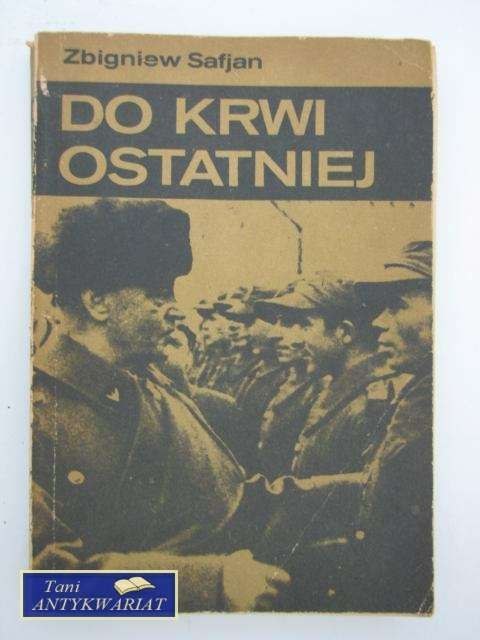 Zbigniew Safjan
DO KRWI
OSTATNIEJ
Tani
ANTYKWARIAT